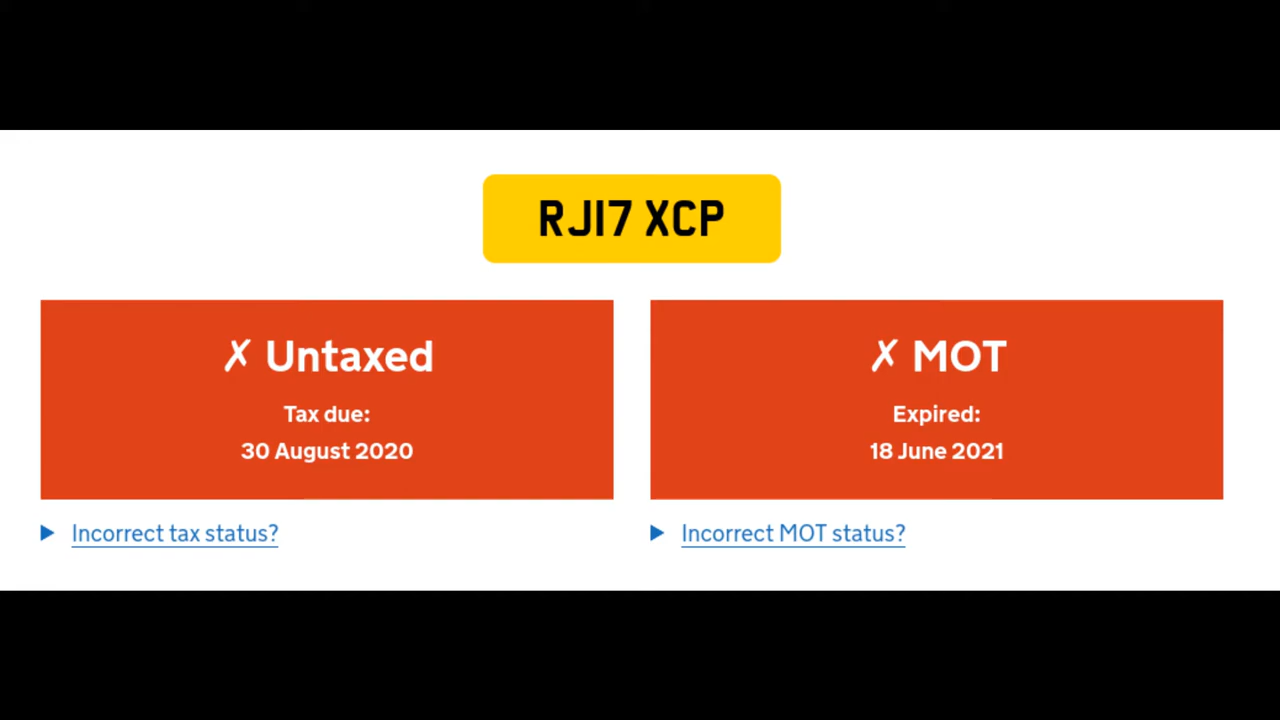 RJ17 XCP
✗ Untaxed
Tax due:
30 August 2020
Incorrect tax status?
✗ MOT
Expired:
18 June 2021
Incorrect MOT status?